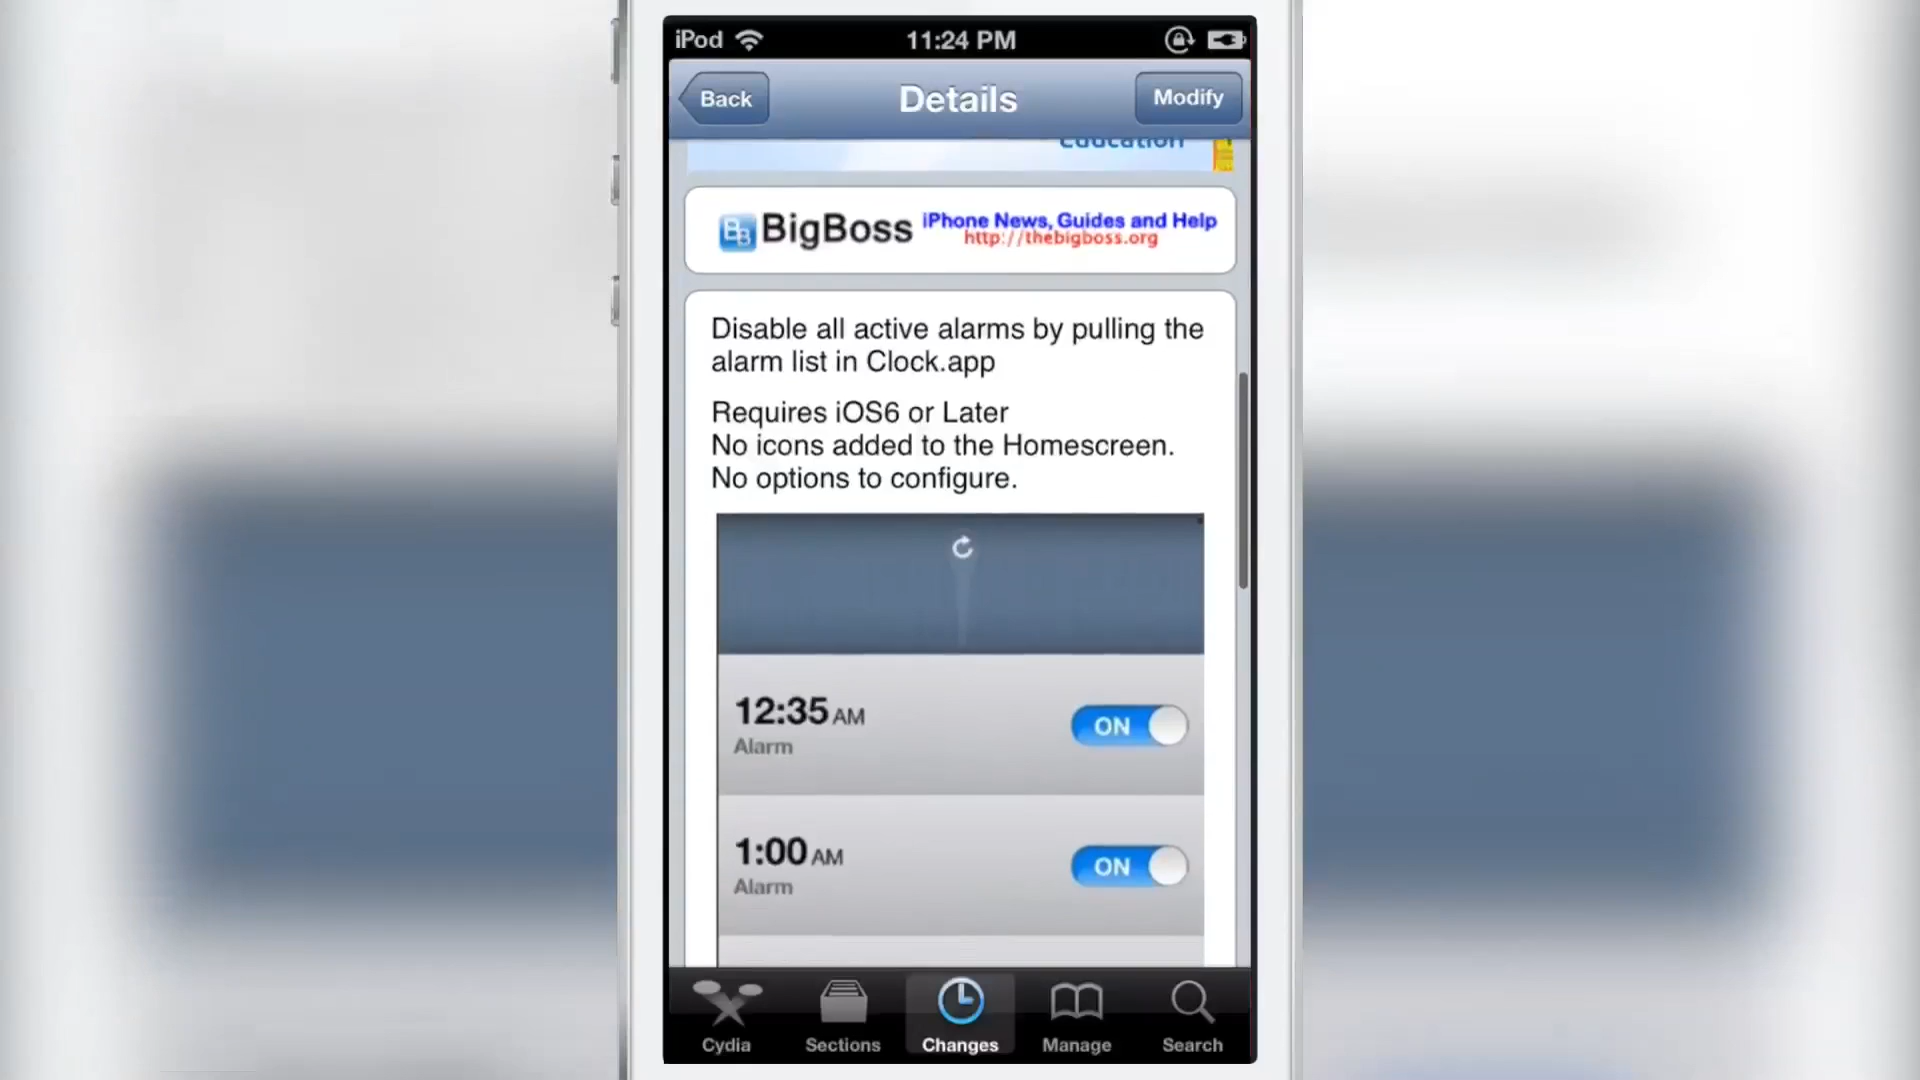 iPod 11:24 PM
Back Details Modify
Education
BB BigBoss iPhone News, Guides and Help
http://thebigboss.org
Disable all active alarms by pulling the
alarm list in Clock.app
Requires iOS6 or Later
No icons added to the Homescreen.
No options to configure.
12:35 AM
Alarm ON
1:00 AM
Alarm ON
Cydia Sections Changes Manage Search